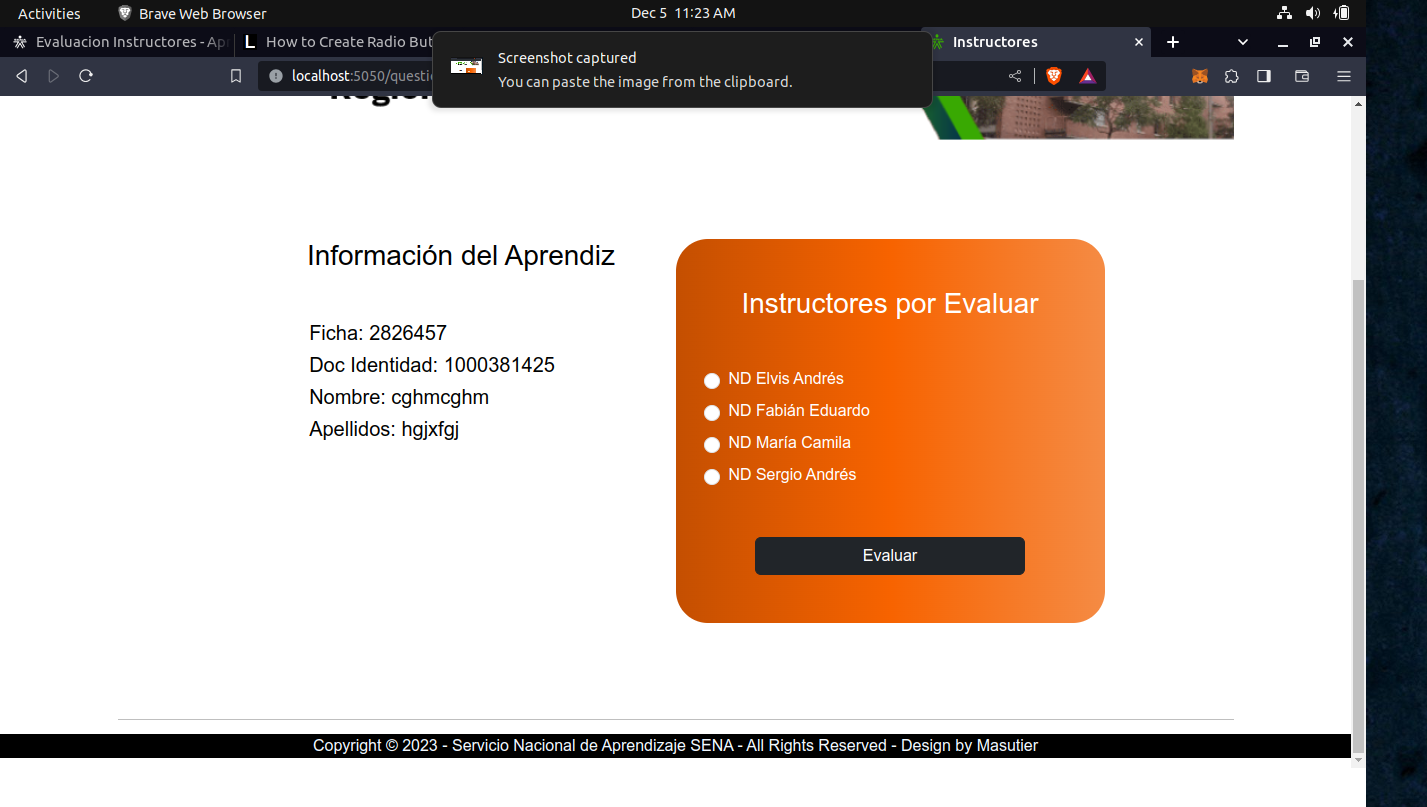 Activities
Brave Web Browser
Dec 5 11:23 AM
Evaluacion Instructores - Apr
L How to Create Radio But
Instructores
localhost:5050/questi
Screenshot captured
You can paste the image from the clipboard.
Información del Aprendiz
Ficha: 2826457
Doc Identidad: 1000381425
Nombre: cghmcghm
Apellidos: hgjxfgj
Instructores por Evaluar
ND Elvis Andrés
ND Fabián Eduardo
ND María Camila
ND Sergio Andrés
Evaluar
Copyright © 2023 - Servicio Nacional de Aprendizaje SENA - All Rights Reserved - Design by Masutier